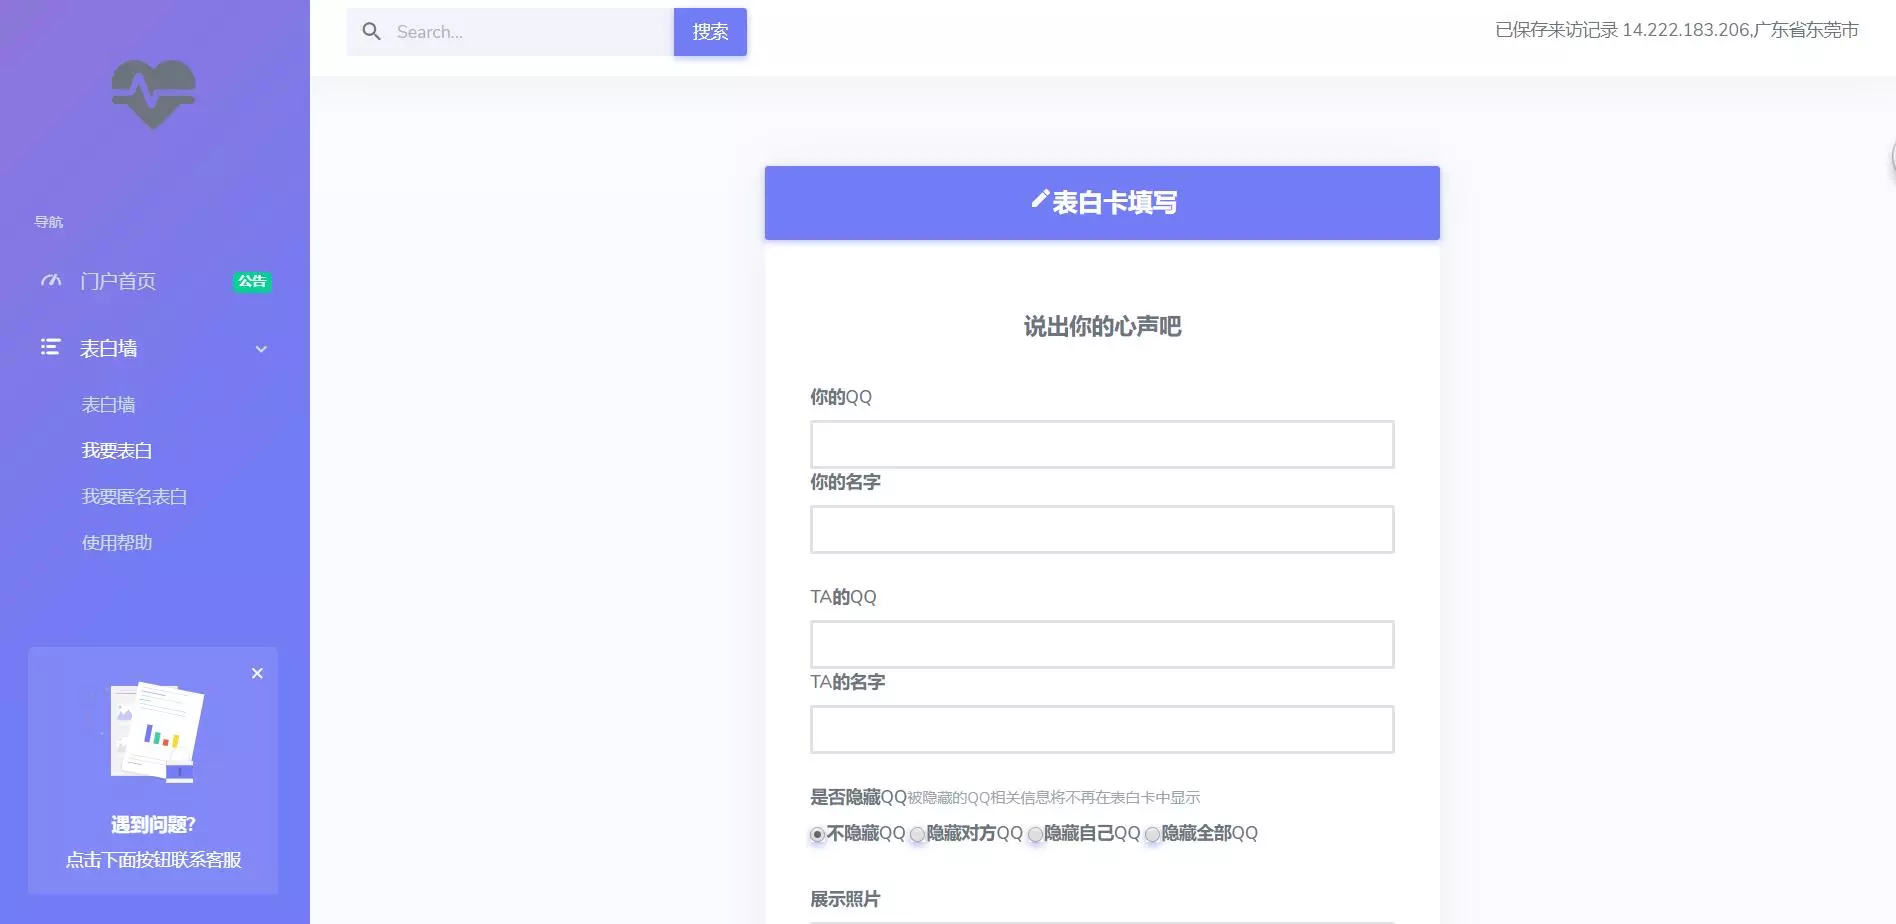 Search...
搜索
已保存来访记录 14.222.183.206,广东省东莞市
导航
门户首页
公告
表白墙
表白墙
我要表白
我要匿名表白
使用帮助
遇到问题?
点击下面按钮联系客服
表白卡填写
说出你的心声吧
你的QQ
你的名字
TA的QQ
TA的名字
是否隐藏QQ被隐藏的QQ相关信息将不再在表白卡中显示
不隐藏QQ 隐藏对方QQ 隐藏自己QQ 隐藏全部QQ
展示照片